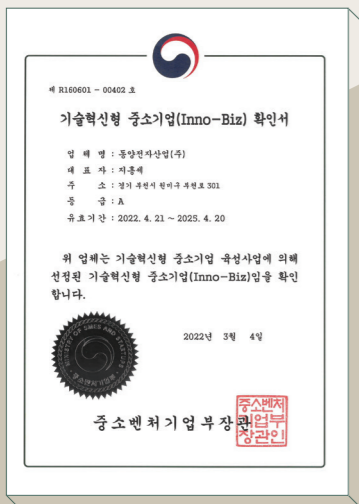 제 R160601 - 00402 호
기술혁신형 중소기업(Inno-Biz) 확인서
업 체 명 : 동양전자산업(주)
대 표 자 : 지홍세
주 소 : 경기 부천시 원미구 부천로 301
등 급 : A
유효기간 : 2022. 4. 21 ~ 2025. 4. 20
위 업체는 기술혁신형 중소기업 육성사업에 의해
선정된 기술혁신형 중소기업(Inno-Biz)임을 확인
합니다.
2022년 3월 4일
중소벤처기업부장관
중소벤처
기업부
장관인